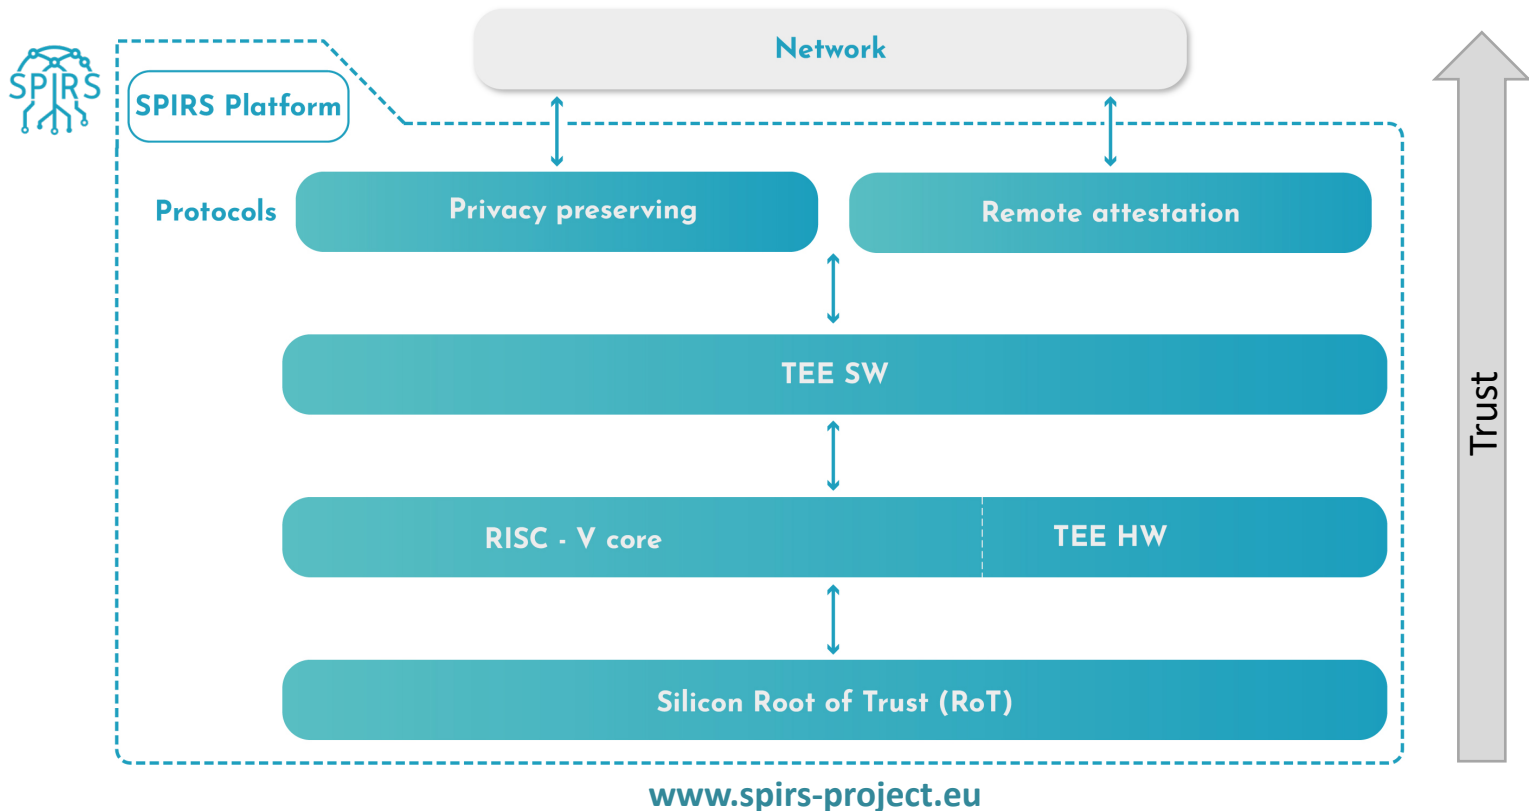 Network
SPIRS
SPIRS Platform
Protocols
Privacy preserving
Remote attestation
TEE SW
RISC - V core
TEE HW
Silicon Root of Trust (RoT)
Trust
www.spirs-project.eu